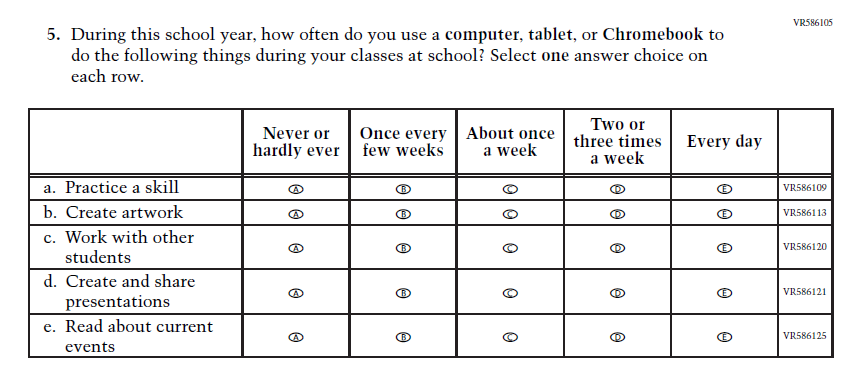 VR586105
5. During this school year, how often do you use a computer, tablet, or Chromebook to
do the following things during your classes at school? Select one answer choice on
each row.
Never or
hardly ever
Once every
few weeks
About once
a week
Two or
three times
a week
Every day
a. Practice a skill Ⓐ Ⓑ Ⓒ Ⓓ Ⓔ VR586109
b. Create artwork Ⓐ Ⓑ Ⓒ Ⓓ Ⓔ VR586113
c. Work with other
students Ⓐ Ⓑ Ⓒ Ⓓ Ⓔ VR586120
d. Create and share
presentations Ⓐ Ⓑ Ⓒ Ⓓ Ⓔ VR586121
e. Read about current
events Ⓐ Ⓑ Ⓒ Ⓓ Ⓔ VR586125